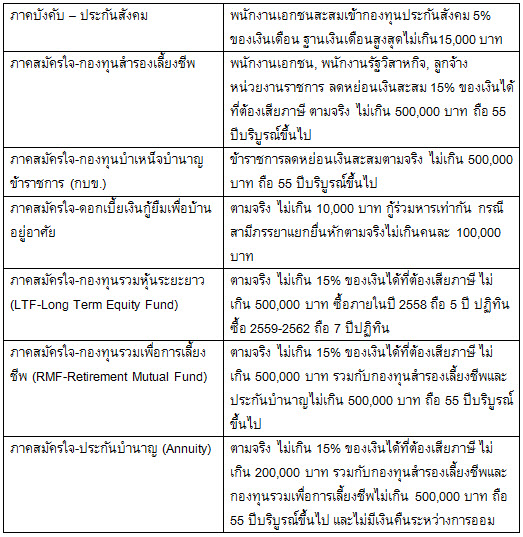 ภาคบังคับ – ประกันสังคม
พนักงานเอกชนสะสมเข้ากองทุนประกันสังคม 5%
ของเงินเดือน ฐานเงินเดือนสูงสุดไม่เกิน15,000 บาท
ภาคสมัครใจ-กองทุนสำรองเลี้ยงชีพ
พนักงานเอกชน, พนักงานรัฐวิสาหกิจ, ลูกจ้าง
หน่วยงานราชการ ลดหย่อนเงินสะสม 15% ของเงินได้
ที่ต้องเสียภาษี ตามจริง ไม่เกิน 500,000 บาท ถือ 55
ปีบริบูรณ์ขึ้นไป
ภาคสมัครใจ-กองทุนบำเหน็จบำนาญ
ข้าราชการ (กบข.)
ข้าราชการลดหย่อนเงินสะสมตามจริง ไม่เกิน 500,000
บาท ถือ 55 ปีบริบูรณ์ขึ้นไป
ภาคสมัครใจ-ดอกเบี้ยเงินกู้ยืมเพื่อบ้าน
อยู่อาศัย
ตามจริง ไม่เกิน 10,000 บาท กู้ร่วมหารเท่ากัน กรณี
สามีภรรยาแยกยื่นหักตามจริงไม่เกินคนละ 100,000
บาท
ภาคสมัครใจ-กองทุนรวมหุ้นระยะยาว
(LTF-Long Term Equity Fund)
ตามจริง ไม่เกิน 15% ของเงินได้ที่ต้องเสียภาษี ไม่
เกิน 500,000 บาท ซื้อภายในปี 2558 ถือ 5 ปี ปฏิทิน
ซื้อ 2559-2562 ถือ 7 ปีปฏิทิน
ภาคสมัครใจ-กองทุนรวมเพื่อการเลี้ยง
ชีพ (RMF-Retirement Mutual Fund)
ตามจริง ไม่เกิน 15% ของเงินได้ที่ต้องเสียภาษี ไม่
เกิน 500,000 บาท รวมกับกองทุนสำรองเลี้ยงชีพและ
ประกันบำนาญไม่เกิน 500,000 บาท ถือ 55 ปีบริบูรณ์
ขึ้นไป
ภาคสมัครใจ-ประกันบำนาญ (Annuity)
ตามจริง ไม่เกิน 15% ของเงินได้ที่ต้องเสียภาษี ไม่
เกิน 200,000 บาท รวมกับกองทุนสำรองเลี้ยงชีพและ
กองทุนรวมเพื่อการเลี้ยงชีพไม่เกิน 500,000 บาท ถือ
55 ปีบริบูรณ์ขึ้นไป และไม่มีเงินคืนระหว่างการออม